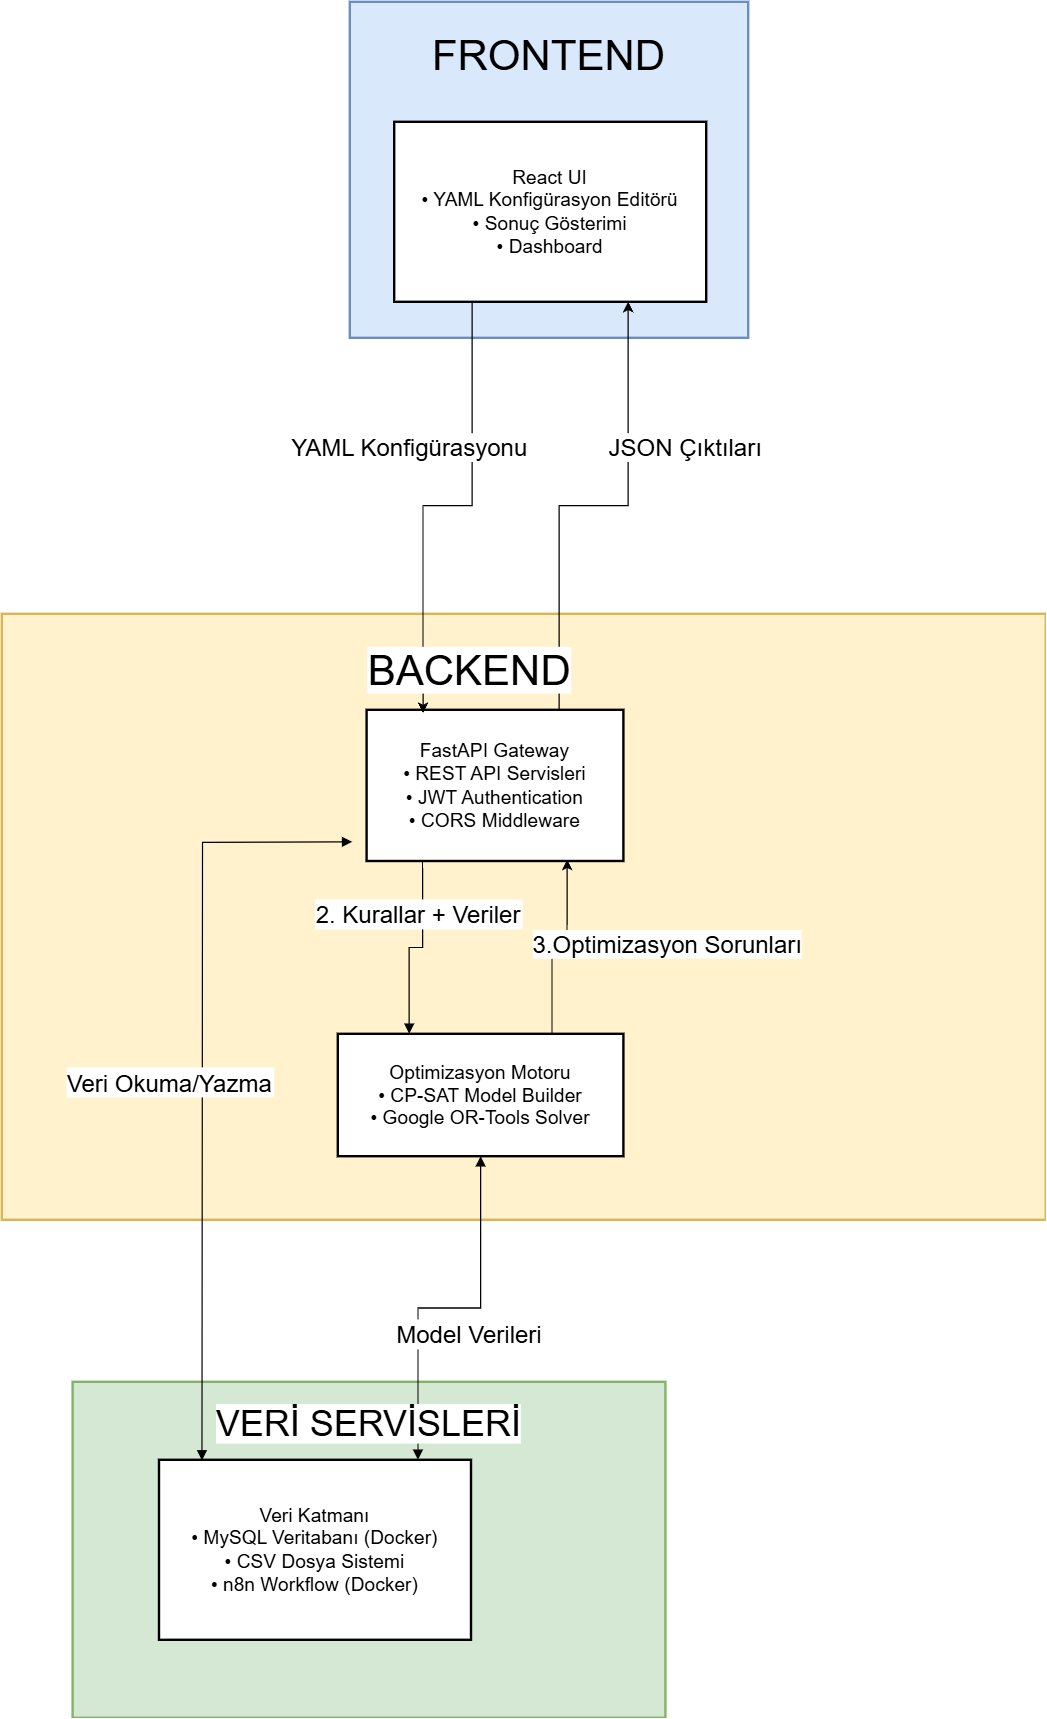 FRONTEND
React UI
• YAML Konfigürasyon Editörü
• Sonuç Gösterimi
• Dashboard
YAML Konfigürasyonu
JSON Çıktıları
BACKEND
FastAPI Gateway
• REST API Servisleri
• JWT Authentication
• CORS Middleware
2. Kurallar + Veriler
3.Optimizasyon Sorunları
Optimizasyon Motoru
• CP-SAT Model Builder
• Google OR-Tools Solver
Veri Okuma/Yazma
Model Verileri
VERİ SERVİSLERİ
Veri Katmanı
• MySQL Veritabanı (Docker)
• CSV Dosya Sistemi
• n8n Workflow (Docker)